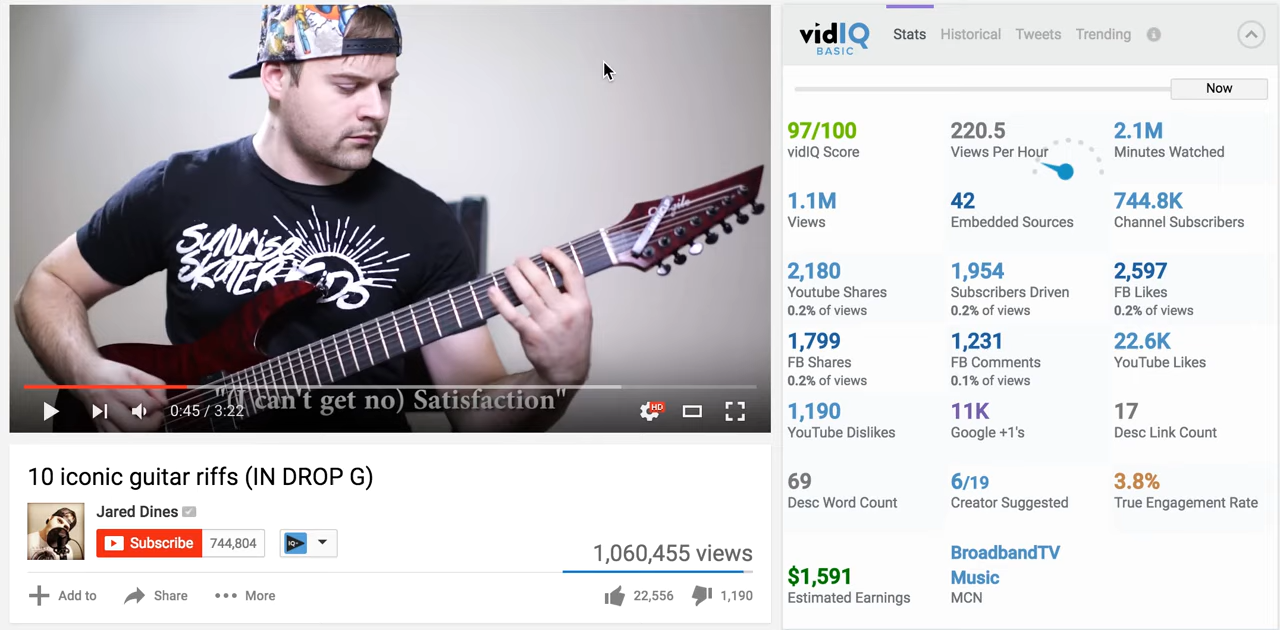 SunriSe
SKATER KiDS
Agile
"(I can't get no) Satisfaction"
0:45 / 3:22
HD
10 iconic guitar riffs (IN DROP G)
Jared Dines
Subscribe 744,804
IQ
1,060,455 views
Add to Share More 22,556 1,190
vidIQ
BASIC
Stats Historical Tweets Trending
Now
97/100 220.5 2.1M
vidIQ Score Views Per Hour Minutes Watched
1.1M 42 744.8K
Views Embedded Sources Channel Subscribers
2,180 1,954 2,597
Youtube Shares Subscribers Driven FB Likes
0.2% of views 0.2% of views 0.2% of views
1,799 1,231 22.6K
FB Shares FB Comments YouTube Likes
0.2% of views 0.1% of views
1,190 11K 17
YouTube Dislikes Google +1's Desc Link Count
69 6/19 3.8%
Desc Word Count Creator Suggested True Engagement Rate
BroadbandTV
$1,591 Music
Estimated Earnings MCN